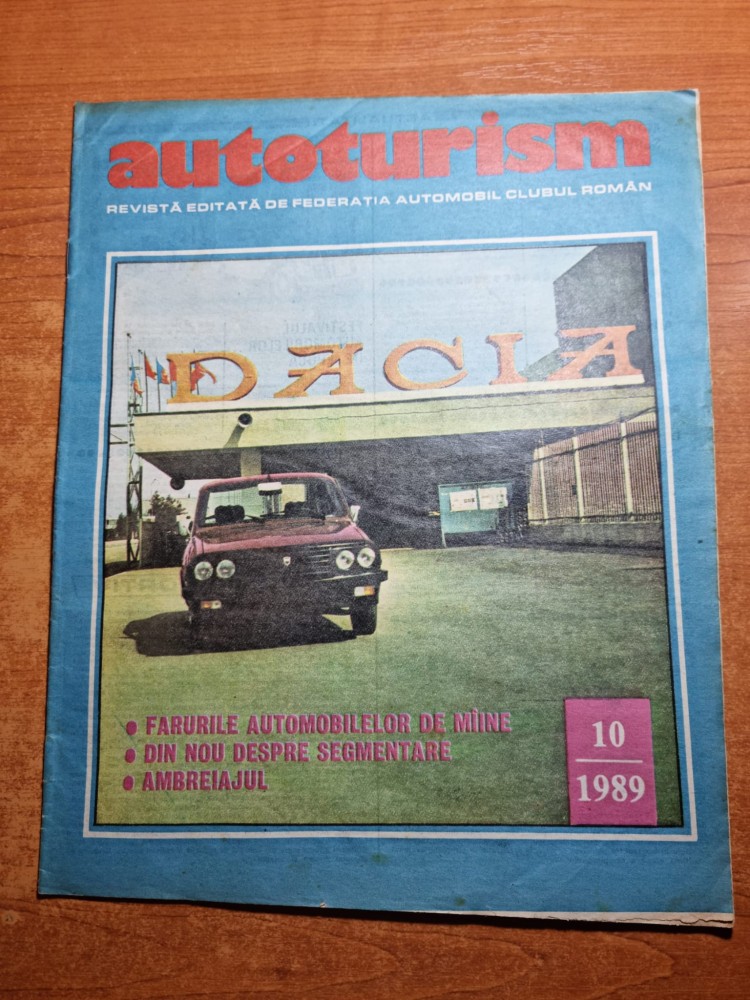 autoturism
REVISTĂ EDITATĂ DE FEDERAȚIA AUTOMOBIL CLUBUL ROMÂN
DACIA
• FARURILE AUTOMOBILELOR DE MÎINE
• DIN NOU DESPRE SEGMENTARE
• AMBREIAJUL
10
1989